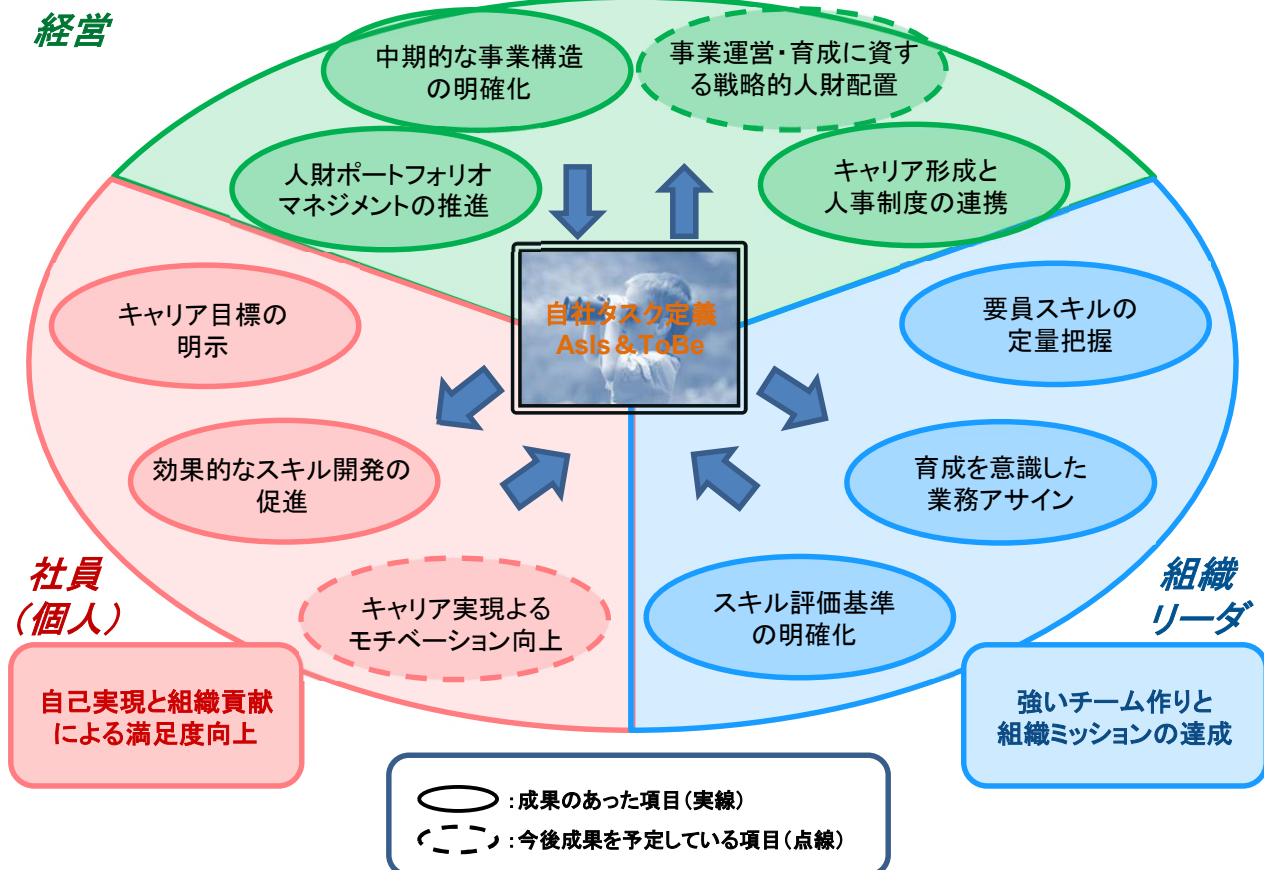 経営
中期的な事業構造
の明確化
事業運営・育成に資す
る戦略的人財配置
人財ポートフォリオ
マネジメントの推進
キャリア形成と
人事制度の連携
自社タスク定義
AsIs＆ToBe
キャリア目標の
明示
要員スキルの
定量把握
効果的なスキル開発の
促進
育成を意識した
業務アサイン
キャリア実現よる
モチベーション向上
スキル評価基準
の明確化
社員
（個人）
組織
リーダ
自己実現と組織貢献
による満足度向上
強いチーム作りと
組織ミッションの達成
：成果のあった項目（実線）
：今後成果を予定している項目（点線）